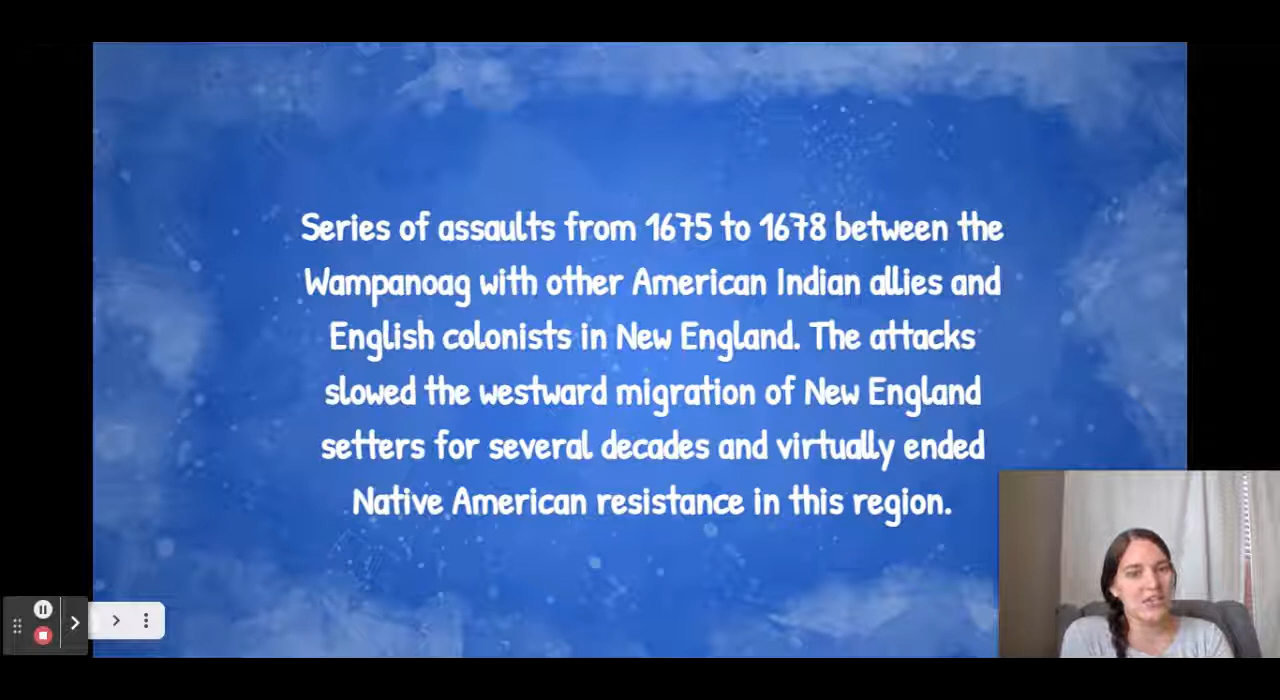 Series of assaults from 1675 to 1678 between the
Wampanoag with other American Indian allies and
English colonists in New England. The attacks
slowed the westward migration of New England
setters for several decades and virtually ended
Native American resistance in this region.